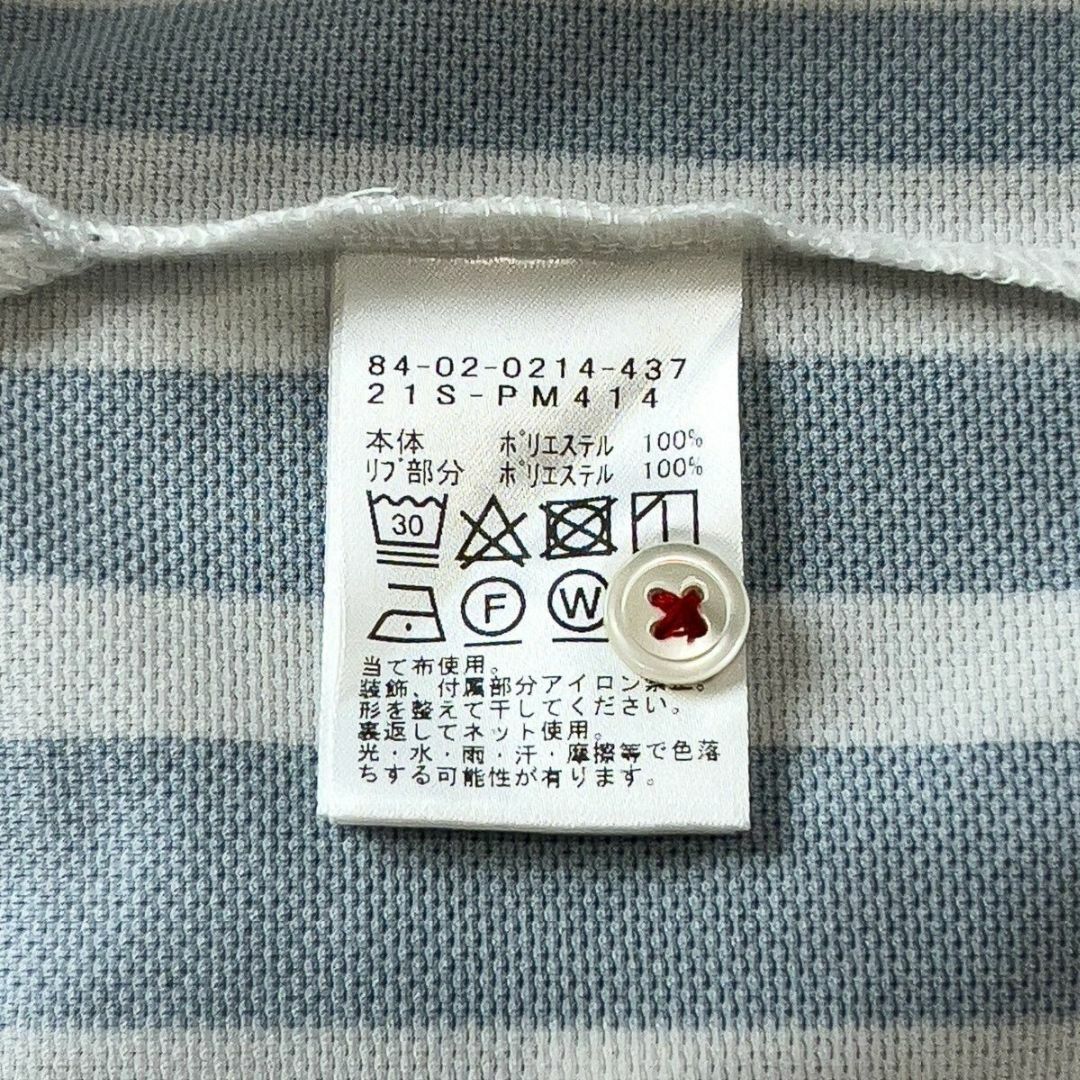 84-02-0214-437
21S-PM414
本体 ポリエステル 100%
リブ部分 ポリエステル 100%
30
F W
当て布使用。
装飾、付属部分アイロン禁止。
形を整えて干してください。
裏返してネット使用。
光・水・雨・汗・摩擦等で色落
ちする可能性が有ります。